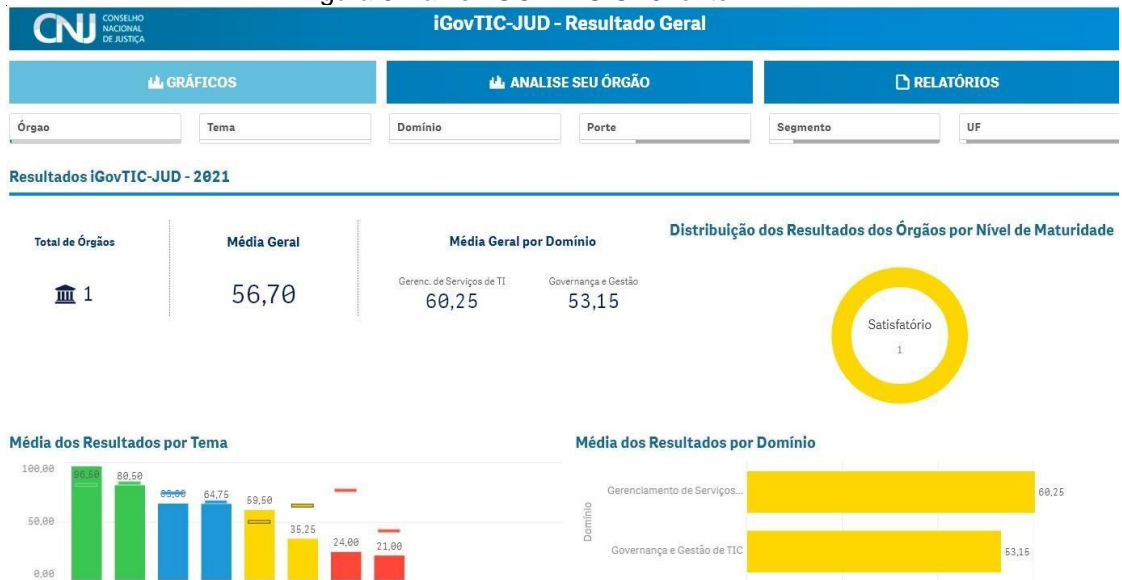 CNJ CONSELHO NACIONAL DE JUSTIÇA
iGovTIC-JUD - Resultado Geral
GRÁFICOS
ANALISE SEU ÓRGÃO
RELATÓRIOS
Órgao
Tema
Domínio
Porte
Segmento
UF
Resultados iGovTIC-JUD - 2021
Total de Órgãos
Média Geral
Média Geral por Domínio
Distribuição dos Resultados dos Órgãos por Nível de Maturidade
1
56,70
Gerenc. de Serviços de TI
60,25
Governança e Gestão
53,15
Satisfatório
1
Média dos Resultados por Tema
100,00
50,00
0,00
96,50
80,50
64,75
59,50
35,25
24,00
21,00
Média dos Resultados por Domínio
Domínio
Gerenciamento de Serviços...
60,25
Governança e Gestão de TIC
53,15